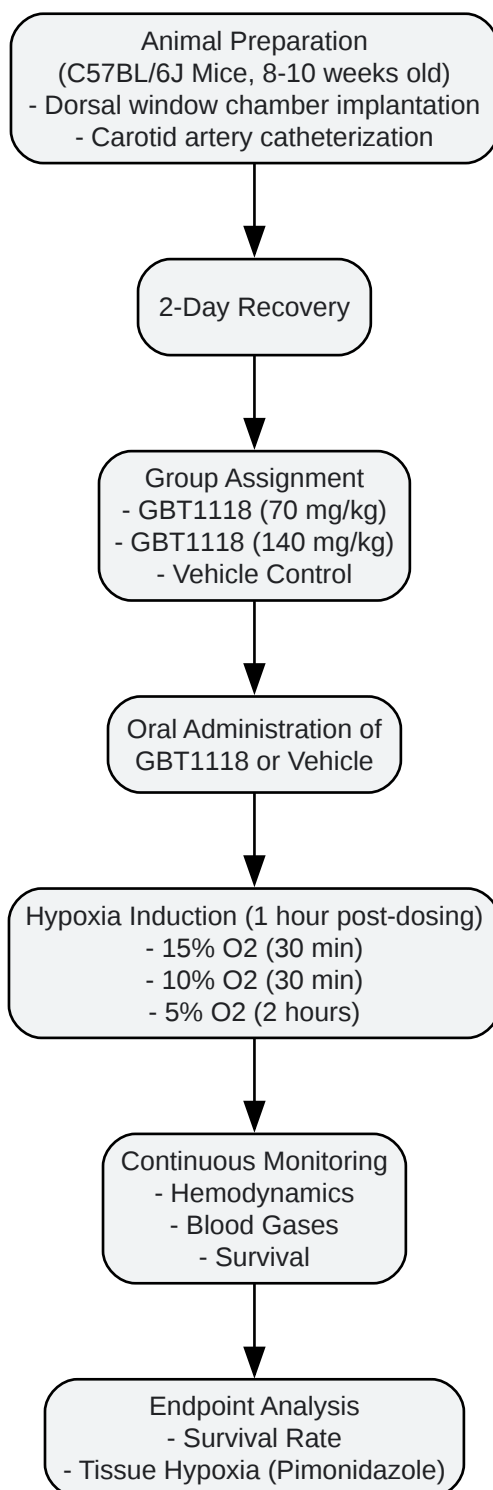 Animal Preparation
(C57BL/6J Mice, 8-10 weeks old)
- Dorsal window chamber implantation
- Carotid artery catheterization
2-Day Recovery
Group Assignment
- GBT1118 (70 mg/kg)
- GBT1118 (140 mg/kg)
- Vehicle Control
Oral Administration of
GBT1118 or Vehicle
Hypoxia Induction (1 hour post-dosing)
- 15% O2 (30 min)
- 10% O2 (30 min)
- 5% O2 (2 hours)
Continuous Monitoring
- Hemodynamics
- Blood Gases
- Survival
Endpoint Analysis
- Survival Rate
- Tissue Hypoxia (Pimonidazole)